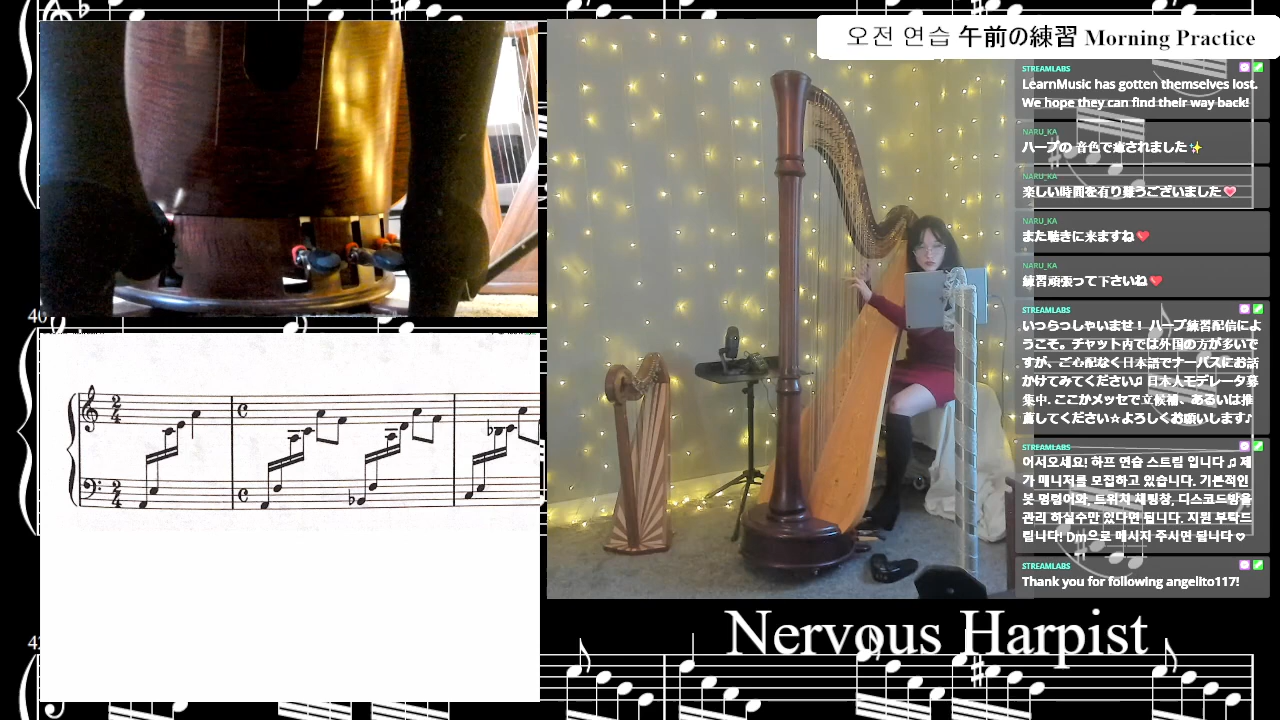 오전 연습 午前の練習 Morning Practice
STREAMLABS
LearnMusic has gotten themselves lost.
We hope they can find their way back!
NARU_KA
ハープの 音色で癒されました✨
NARU_KA
楽しい時間を有り難うございました💗
NARU_KA
また聴きに来ますね❤️
NARU_KA
練習頑張って下さいね❤️
STREAMLABS
いつらっしゃいませ！ ハープ練習配信によ
うこそ。チャット内では外国の方が多いで
すが、ご心配なく日本語でナーバスにお話
かけてみてください♫ 日本人モデレータ募
集中. ここかメッセで立候補、あるいは推
薦してください☆よろしくお願いします♪
STREAMLABS
어서오세요! 하프 연습 스트림 입니다 ♫ 제
가 매니저를 모집하고 있습니다. 기본적인
봇 명령어와, 트위치 채팅창, 디스코드방을
관리 하실수만 있다면 됩니다. 지원 부탁드
립니다! Dm으로 메시지 주시면 됩니다 ♡
STREAMLABS
Thank you for following angelito117!
Nervous Harpist
40
42
2
4
2
4